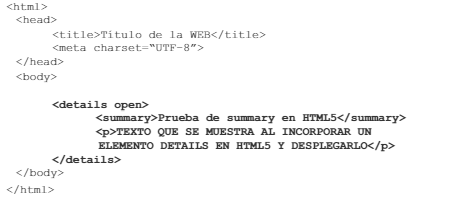 <html>
<head>
<title>Titulo de la WEB</title>
<meta charset=“UTF-8”>
</head>
<body>
<details open>
<summary>Prueba de summary en HTML5</summary>
<p>TEXTO QUE SE MUESTRA AL INCORPORAR UN
ELEMENTO DETAILS EN HTML5 Y DESPLEGARLO</p>
</details>
</body>
</html>